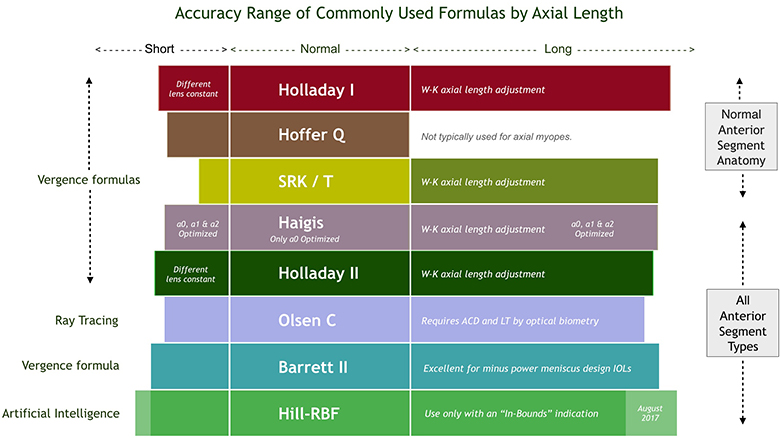 Accuracy Range of Commonly Used Formulas by Axial Length
Short
Normal
Long
Vergence formulas
Different
lens constant
Holladay I
W-K axial length adjustment
Hoffer Q
Not typically used for axial myopes.
SRK / T
W-K axial length adjustment
a0, a1 & a2
Optimized
Haigis
Only a0 Optimized
W-K axial length adjustment
a0, a1 & a2
Optimized
Different
lens constant
Holladay II
W-K axial length adjustment
Ray Tracing
Olsen C
Requires ACD and LT by optical biometry
Vergence formula
Barrett II
Excellent for minus power meniscus design IOLs
Artificial Intelligence
Hill-RBF
Use only with an “In-Bounds” indication
August
2017
Normal
Anterior
Segment
Anatomy
All
Anterior
Segment
Types